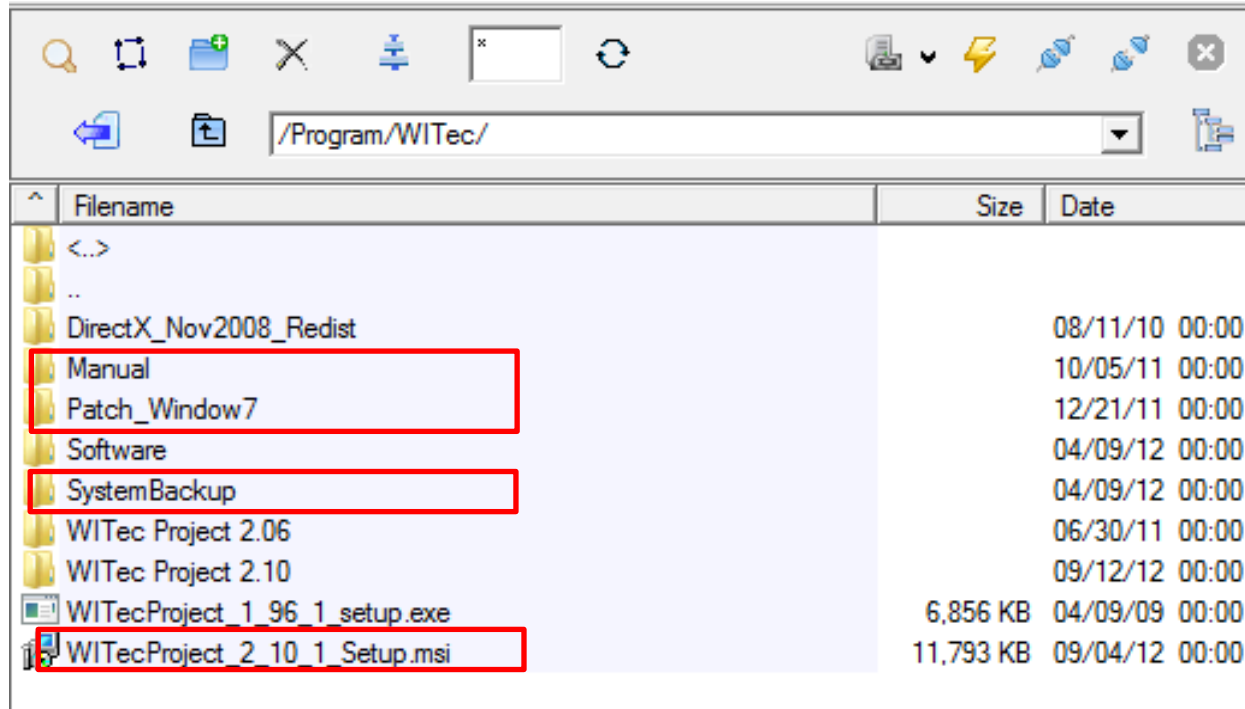 *
/Program/WITec/
^ Filename Size Date
<..>
..
DirectX_Nov2008_Redist 08/11/10 00:00
Manual 10/05/11 00:00
Patch_Window7 12/21/11 00:00
Software 04/09/12 00:00
SystemBackup 04/09/12 00:00
WITec Project 2.06 06/30/11 00:00
WITec Project 2.10 09/12/12 00:00
WITecProject_1_96_1_setup.exe 6,856 KB 04/09/09 00:00
WITecProject_2_10_1_Setup.msi 11,793 KB 09/04/12 00:00